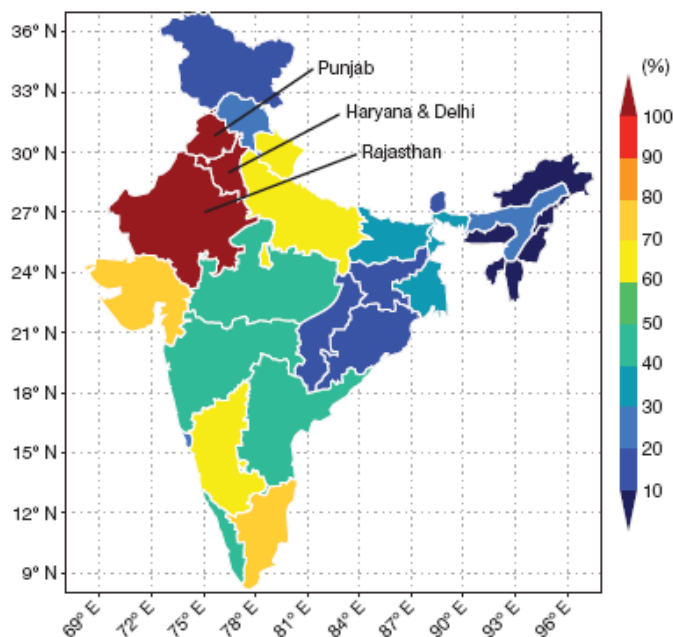 36° N
33° N
30° N
27° N
24° N
21° N
18° N
15° N
12° N
9° N
Punjab
Haryana & Delhi
Rajasthan
(%)
100
90
80
70
60
50
40
30
20
10
69° E
72° E
75° E
78° E
81° E
84° E
87° E
90° E
93° E
96° E